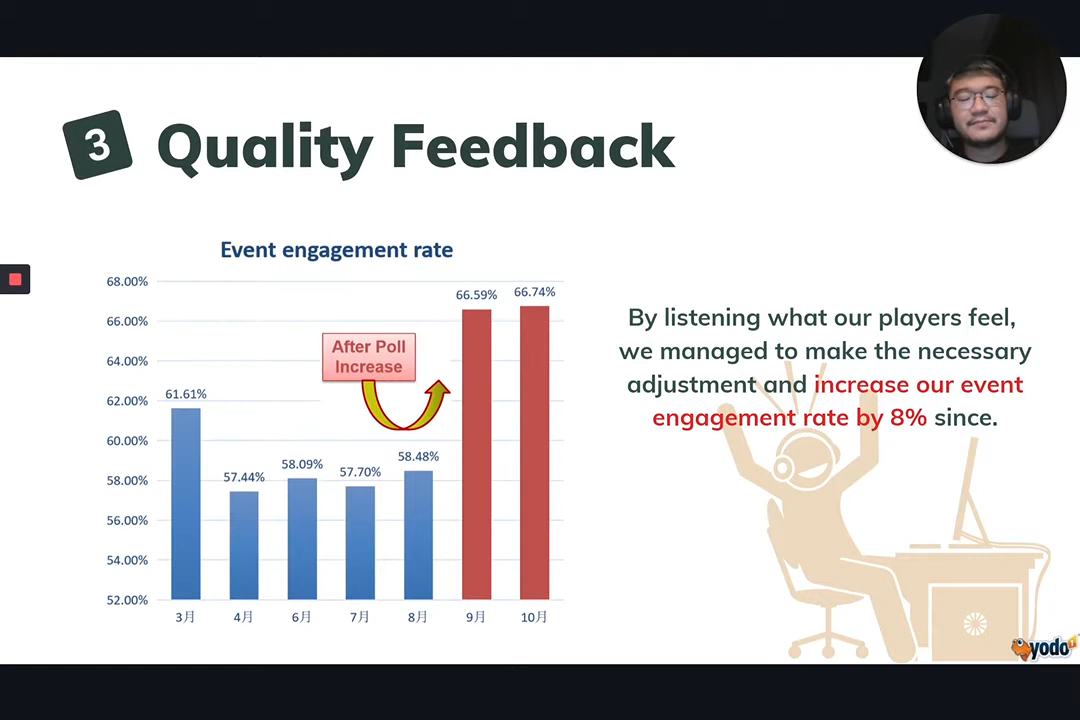 3
Quality Feedback
Event engagement rate
68.00%
66.00%
64.00%
62.00%
60.00%
58.00%
56.00%
54.00%
52.00%
61.61%
57.44%
58.09%
57.70%
58.48%
66.59%
66.74%
After Poll
Increase
3月
4月
6月
7月
8月
9月
10月
By listening what our players feel,
we managed to make the necessary
adjustment and increase our event
engagement rate by 8% since.
yodo1